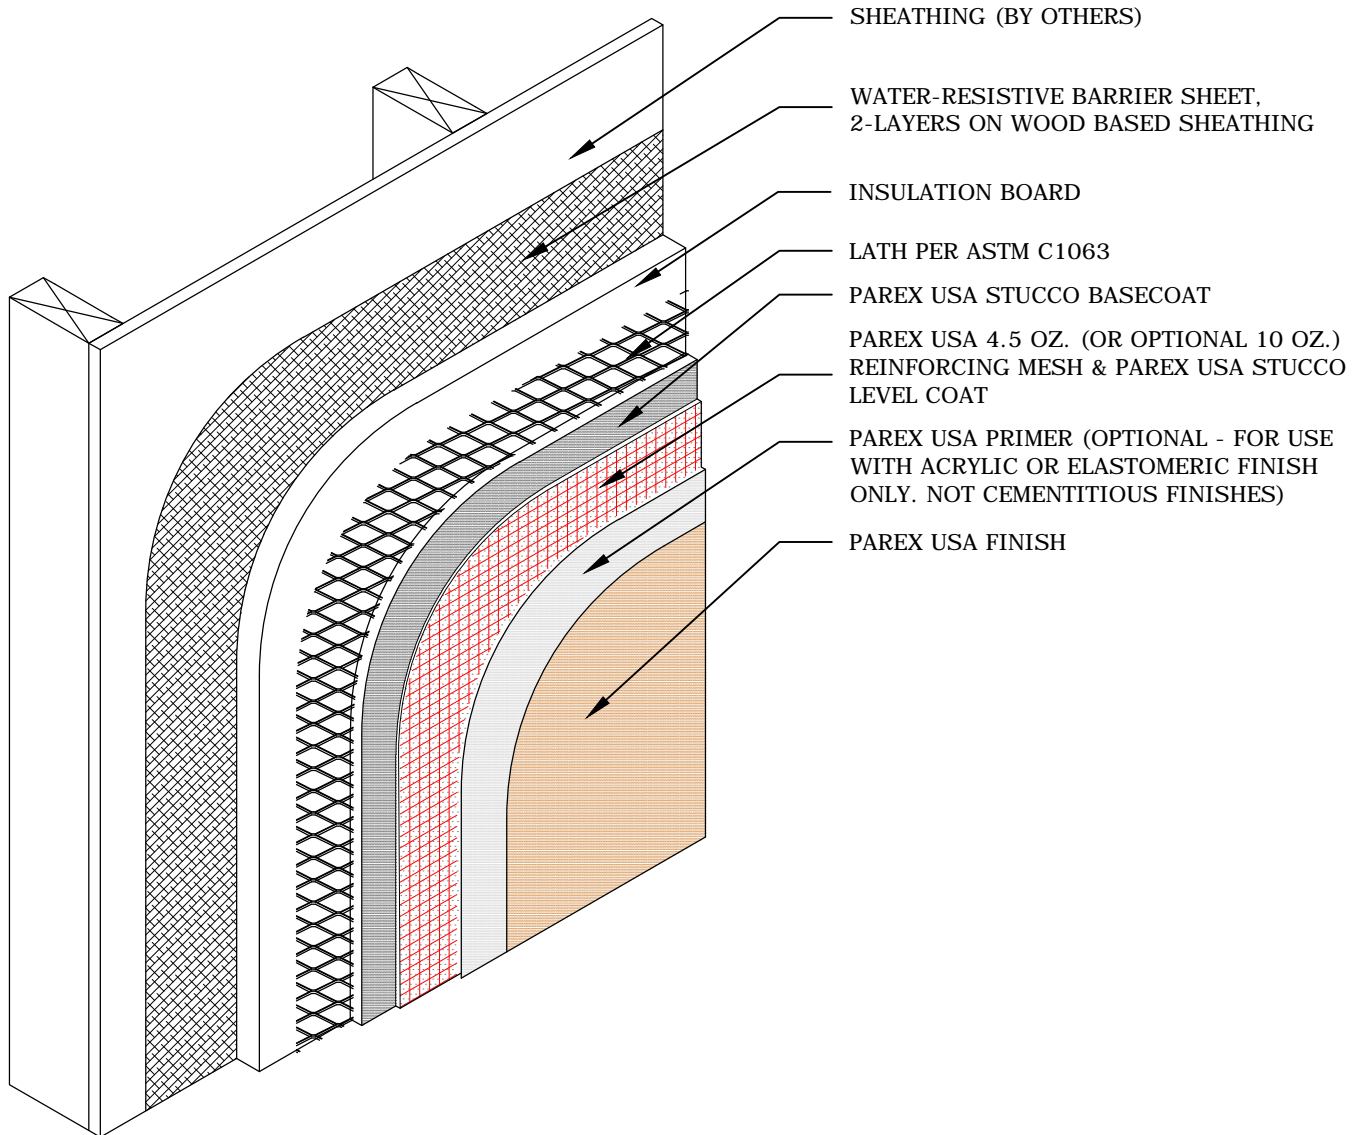 SHEATHING (BY OTHERS)
WATER-RESISTIVE BARRIER SHEET,
2-LAYERS ON WOOD BASED SHEATHING
INSULATION BOARD
LATH PER ASTM C1063
PAREX USA STUCCO BASECOAT
PAREX USA 4.5 OZ. (OR OPTIONAL 10 OZ.)
REINFORCING MESH & PAREX USA STUCCO
LEVEL COAT
PAREX USA PRIMER (OPTIONAL - FOR USE
WITH ACRYLIC OR ELASTOMERIC FINISH
ONLY. NOT CEMENTITIOUS FINISHES)
PAREX USA FINISH